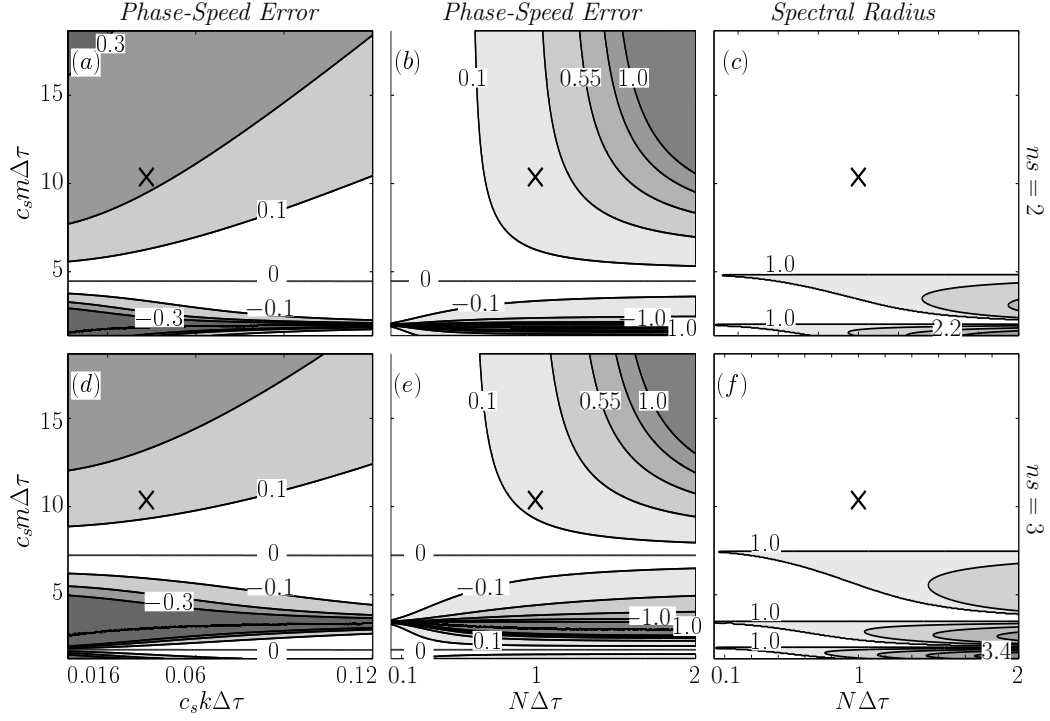 Phase-Speed Error Phase-Speed Error Spectral Radius
0.3
(a) (b) (c)
0.1 0.55 1.0
15
c_s m Δτ
10
ns = 2
0.1
5
0 0 1.0
−0.1 −0.1
−0.3 −1.0 1.0 1.0 2.2
(d) (e) (f)
0.1 0.55 1.0
15
c_s m Δτ
10
ns = 3
0.1
0 0 1.0
5
−0.1 −0.1
−0.3 −1.0 1.0
1.0 0.1 1.0
0 0 3.4
0.016 0.06 0.12 0.1 1 2 0.1 1 2
c_s k Δτ NΔτ NΔτ